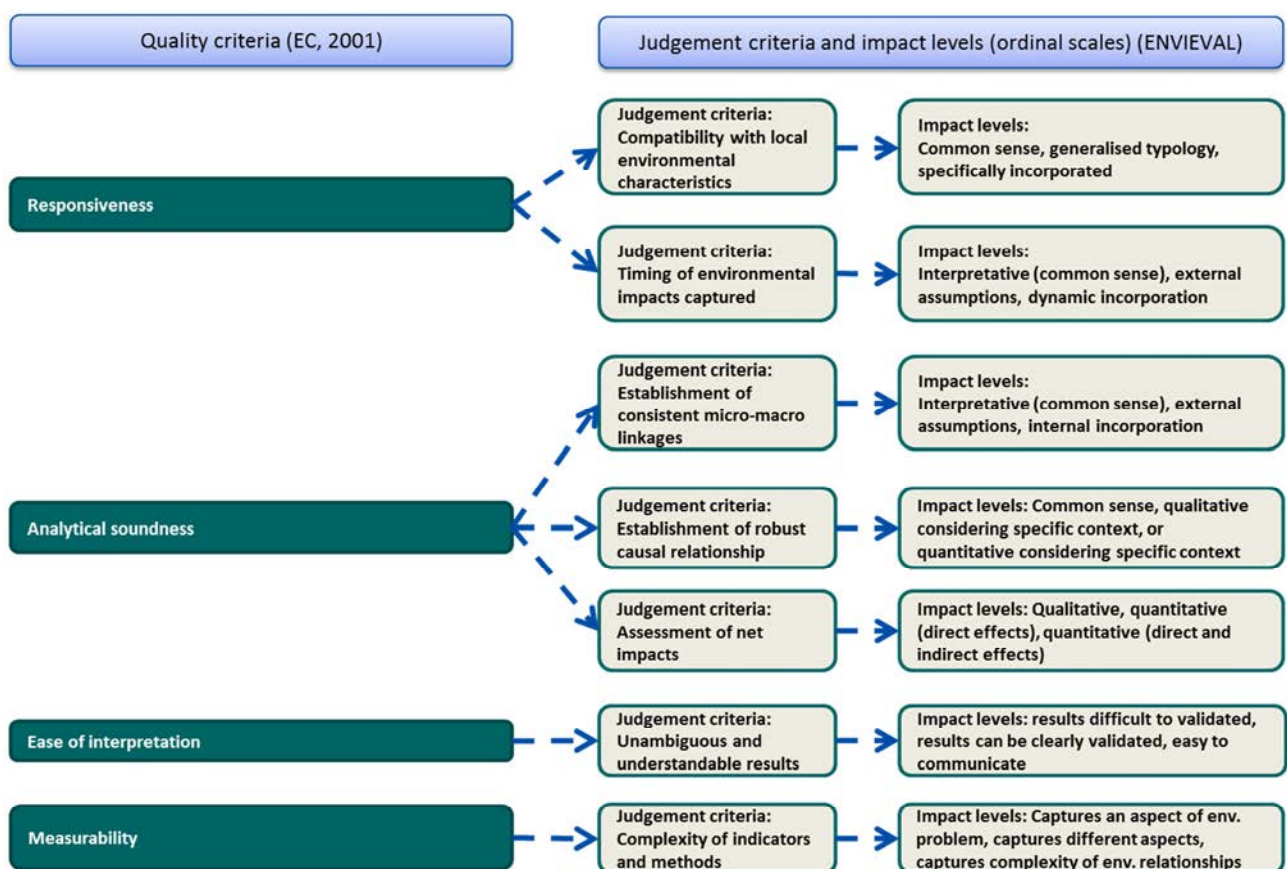 Quality criteria (EC, 2001)
Judgement criteria and impact levels (ordinal scales) (ENVIEVAL)
Responsiveness
Judgement criteria:
Compatibility with local
environmental
characteristics
Impact levels:
Common sense, generalised typology,
specifically incorporated
Judgement criteria:
Timing of environmental
impacts captured
Impact levels:
Interpretative (common sense), external
assumptions, dynamic incorporation
Analytical soundness
Judgement criteria:
Establishment of
consistent micro-macro
linkages
Impact levels:
Interpretative (common sense), external
assumptions, internal incorporation
Judgement criteria:
Establishment of robust
causal relationship
Impact levels: Common sense, qualitative
considering specific context, or
quantitative considering specific context
Judgement criteria:
Assessment of net
impacts
Impact levels: Qualitative, quantitative
(direct effects), quantitative (direct and
indirect effects)
Ease of interpretation
Judgement criteria:
Unambiguous and
understandable results
Impact levels: results difficult to validated,
results can be clearly validated, easy to
communicate
Measurability
Judgement criteria:
Complexity of indicators
and methods
Impact levels: Captures an aspect of env.
problem, captures different aspects,
captures complexity of env. relationships